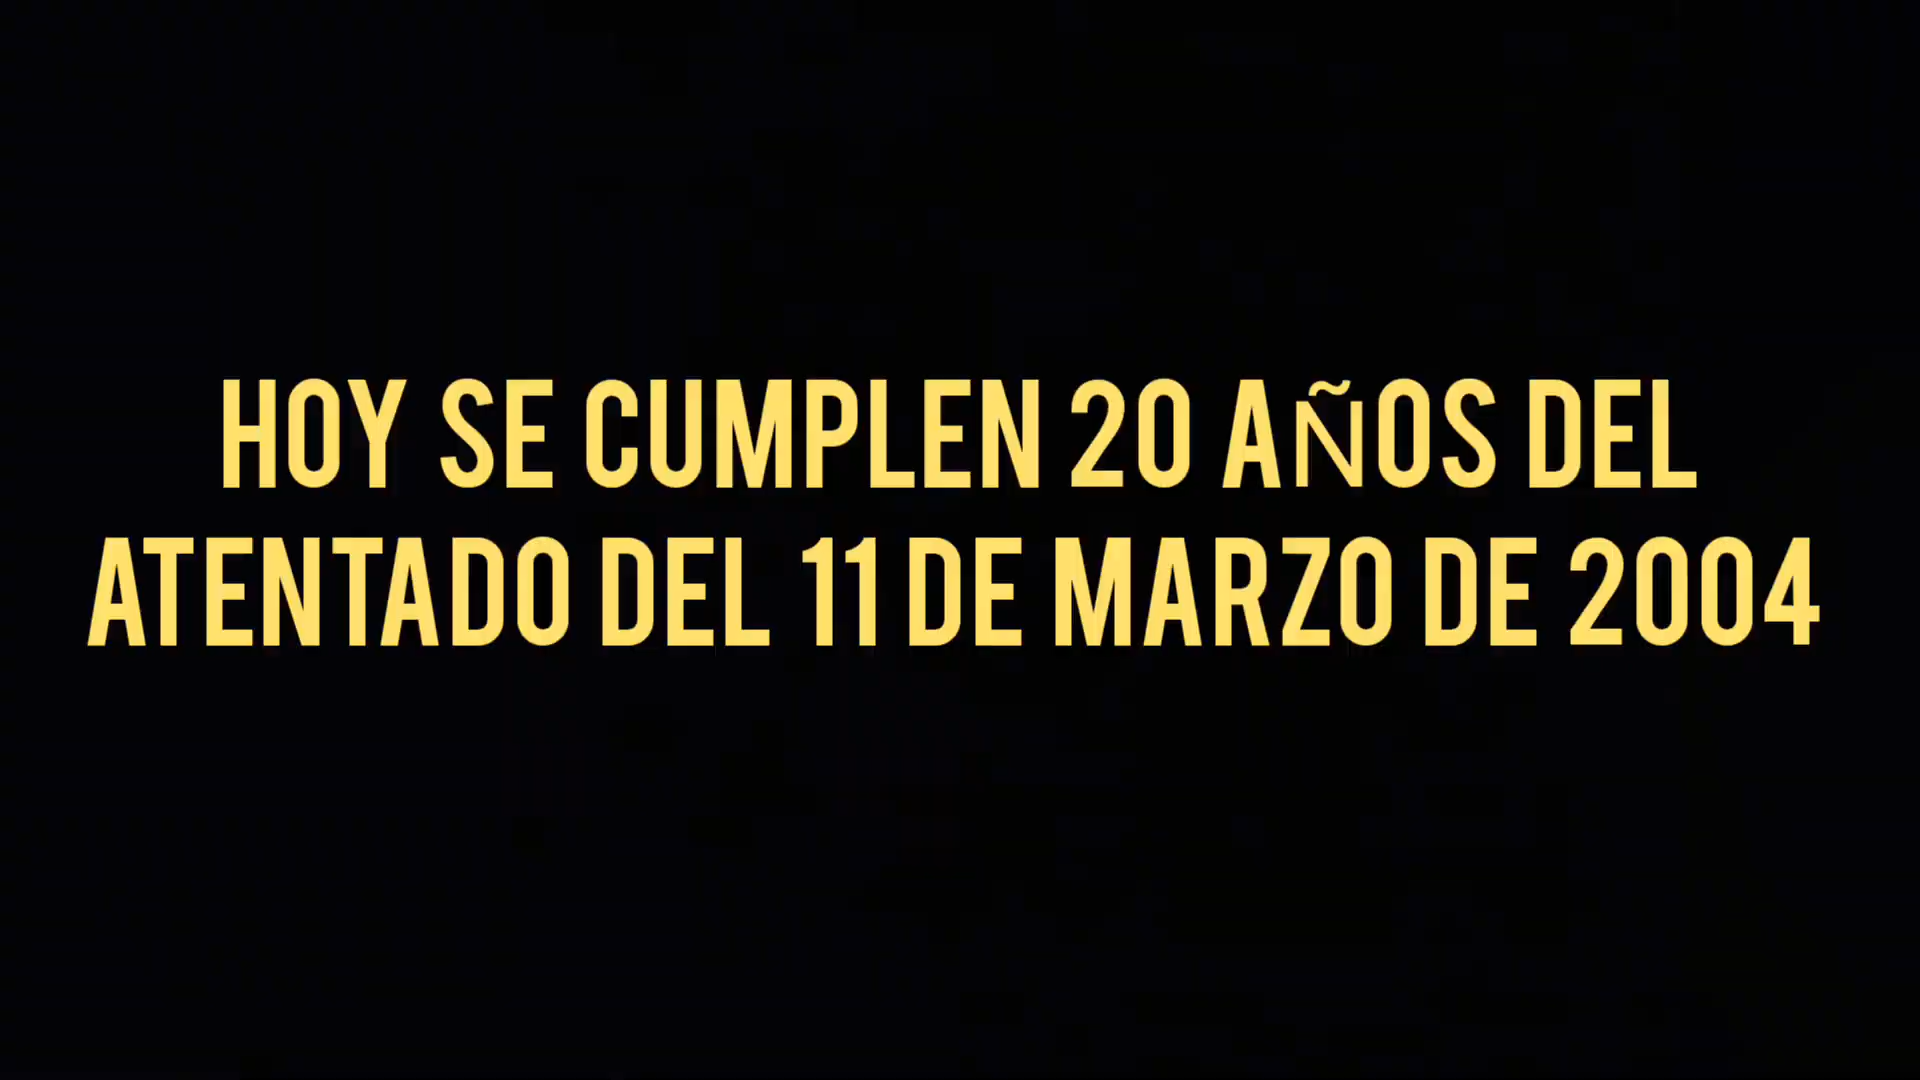 HOY SE CUMPLEN 20 AÑOS DEL
ATENTADO DEL 11 DE MARZO DE 2004